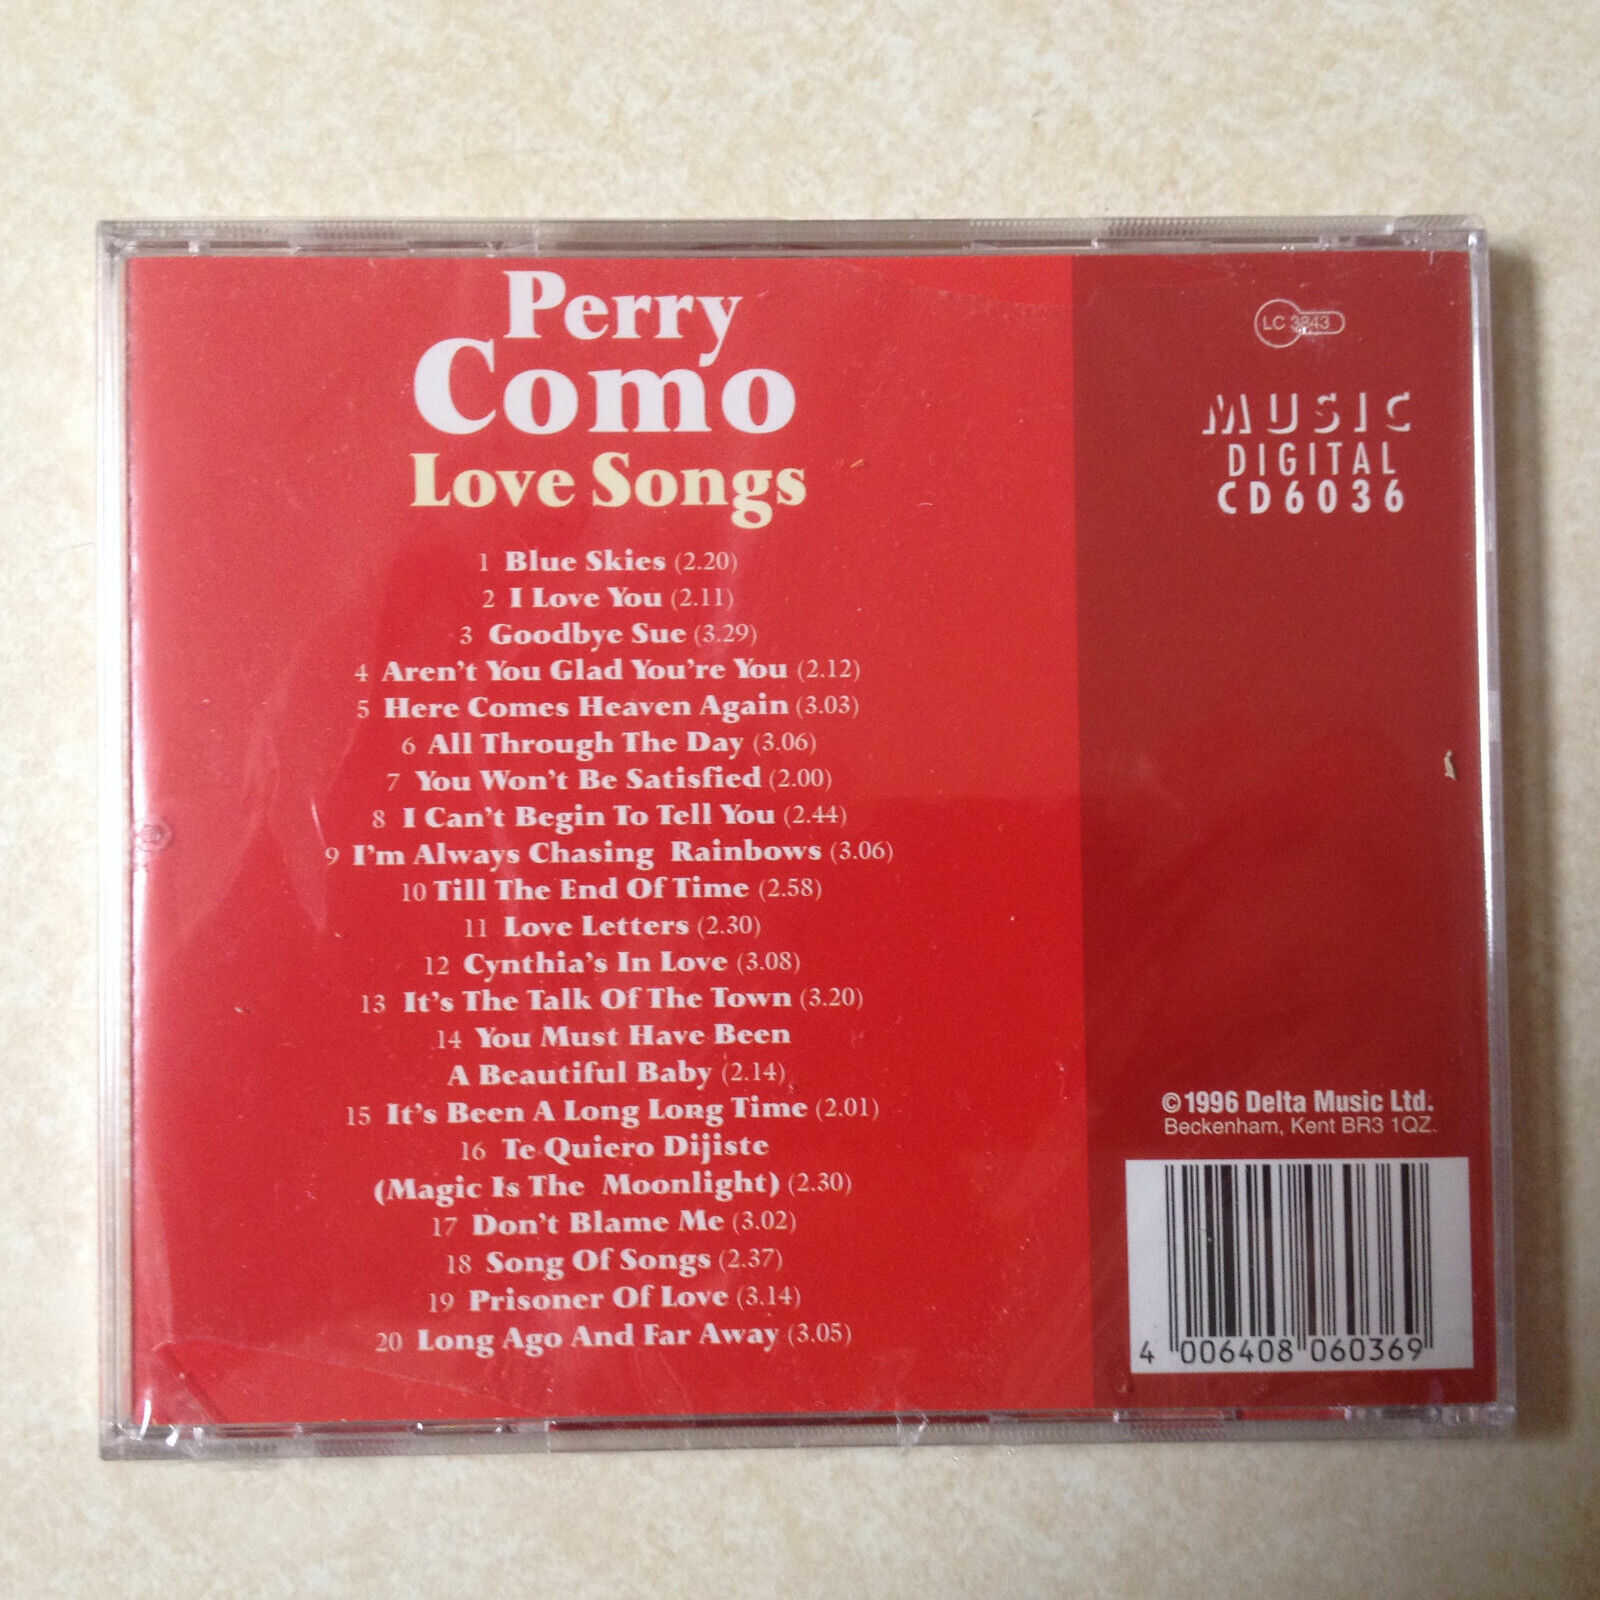 Perry
Como
Love Songs
1 Blue Skies (2.20)
2 I Love You (2.11)
3 Goodbye Sue (3.29)
4 Aren't You Glad You're You (2.12)
5 Here Comes Heaven Again (3.03)
6 All Through The Day (3.06)
7 You Won't Be Satisfied (2.00)
8 I Can't Begin To Tell You (2.44)
9 I'm Always Chasing Rainbows (3.06)
10 Till The End Of Time (2.58)
11 Love Letters (2.30)
12 Cynthia's In Love (3.08)
13 It's The Talk Of The Town (3.20)
14 You Must Have Been
A Beautiful Baby (2.14)
15 It's Been A Long Long Time (2.01)
16 Te Quiero Dijiste
(Magic Is The Moonlight) (2.30)
17 Don't Blame Me (3.02)
18 Song Of Songs (2.37)
19 Prisoner Of Love (3.14)
20 Long Ago And Far Away (3.05)
LC 3843
MUSIC
DIGITAL
CD6036
©1996 Delta Music Ltd.
Beckenham, Kent BR3 1QZ.
4 006408 060369